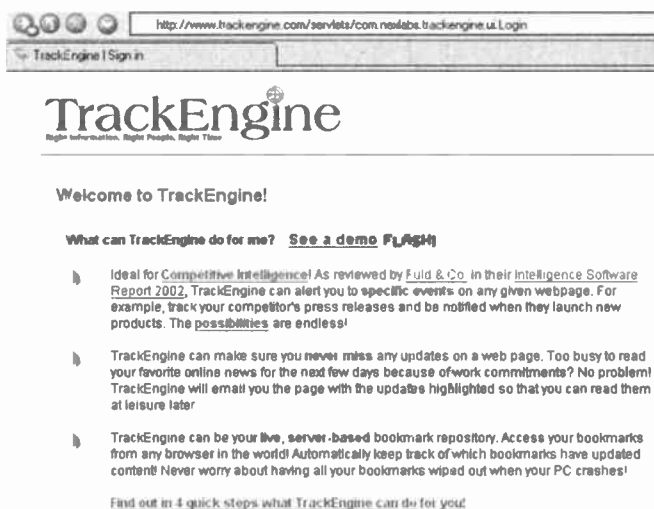 http://www.trackengine.com/servlets/com.nexlabs.trackengine.ui.Login
TrackEngine | Sign in
TrackEngine
Right Information. Right People. Right Time
Welcome to TrackEngine!
What can TrackEngine do for me? See a demo FLASH!
Ideal for Competitive Intelligence! As reviewed by Fuld & Co. in their Intelligence Software
Report 2002, TrackEngine can alert you to specific events on any given webpage. For
example, track your competitor's press releases and be notified when they launch new
products. The possibilities are endless!
TrackEngine can make sure you never miss any updates on a web page. Too busy to read
your favorite online news for the next few days because of work commitments? No problem!
TrackEngine will email you the page with the updates highlighted so that you can read them
at leisure later
TrackEngine can be your live, server-based bookmark repository. Access your bookmarks
from any browser in the world! Automatically keep track of which bookmarks have updated
content! Never worry about having all your bookmarks wiped out when your PC crashes!
Find out in 4 quick steps what TrackEngine can do for you!